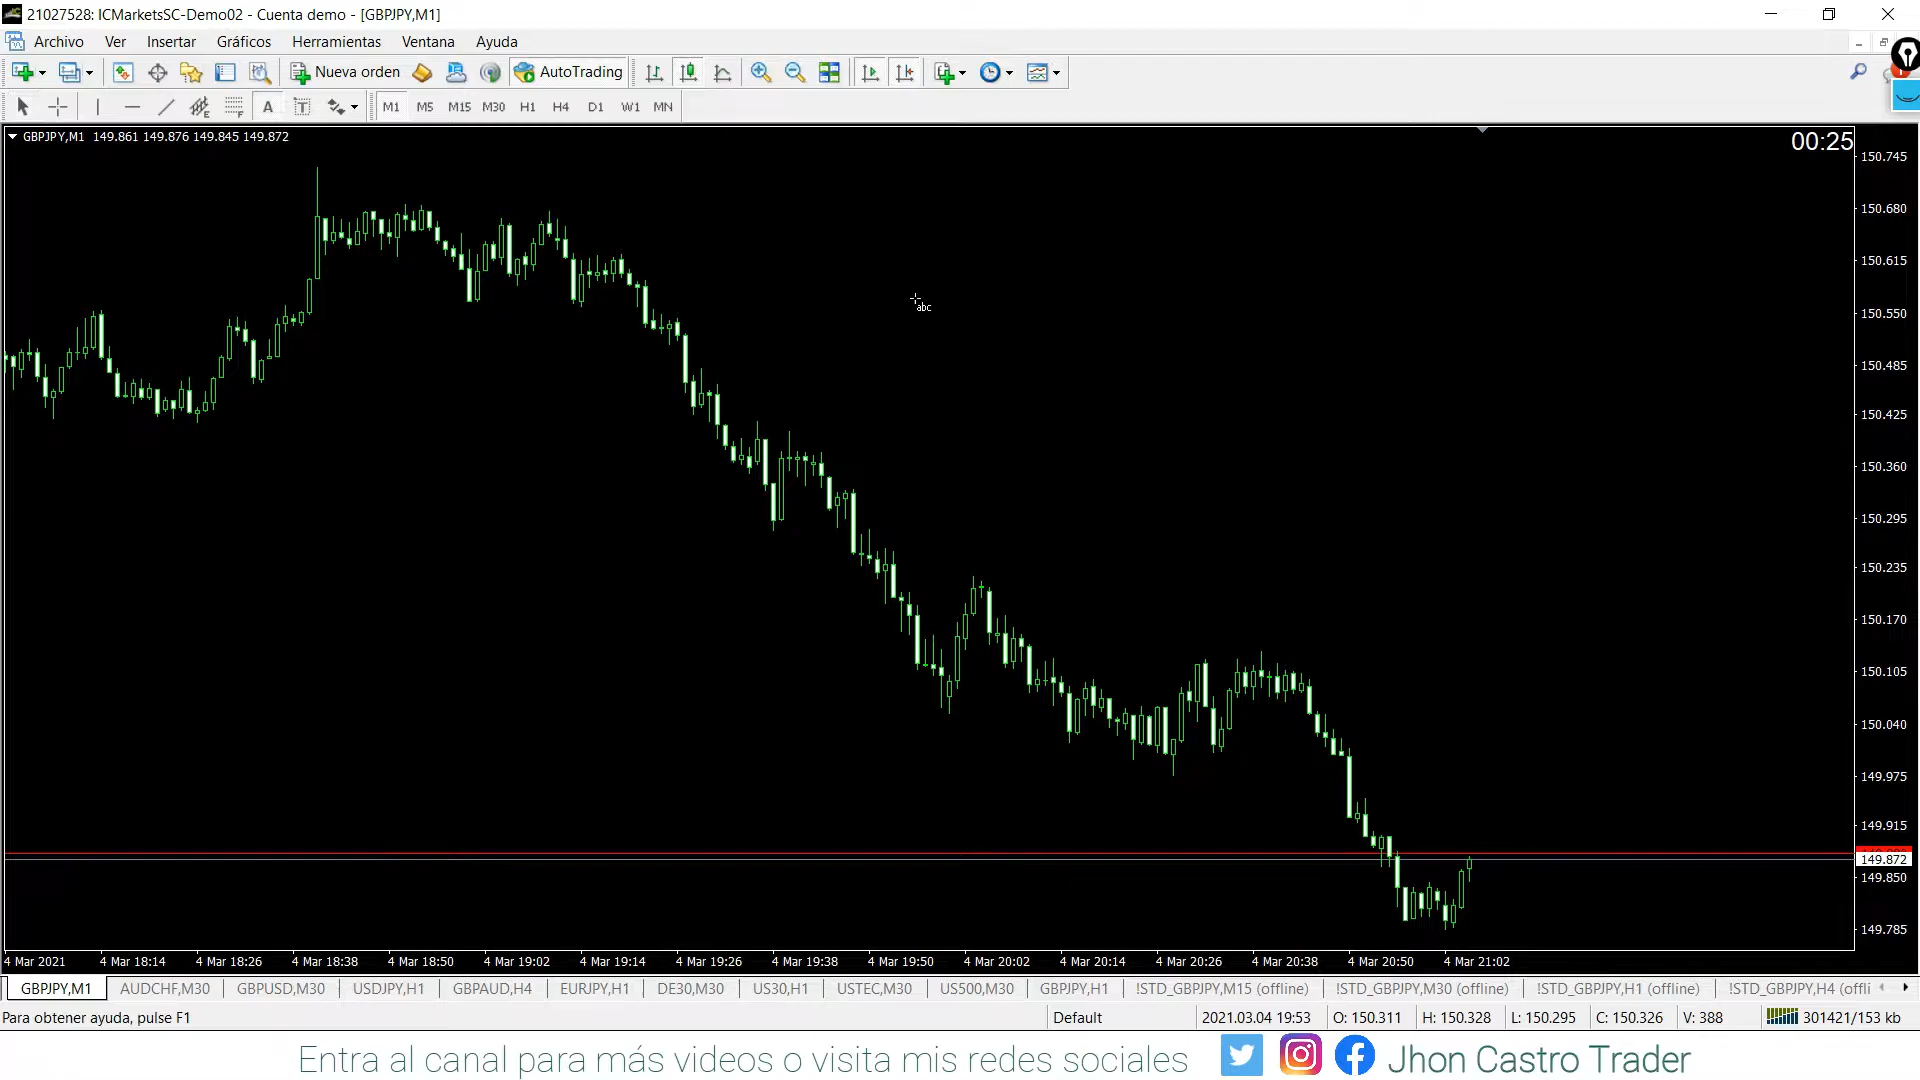 21027528: ICMarketsSC-Demo02 - Cuenta demo - [GBPJPY,M1]
Archivo Ver Insertar Gráficos Herramientas Ventana Ayuda
Nueva orden AutoTrading
A T M1 M5 M15 M30 H1 H4 D1 W1 MN
GBPJPY,M1 149.861 149.876 149.845 149.872
00:25
150.745
150.680
150.615
abc
150.550
150.485
150.425
150.360
150.295
150.235
150.170
150.105
150.040
149.975
149.915
149.872
149.850
149.785
4 Mar 2021 4 Mar 18:14 4 Mar 18:26 4 Mar 18:38 4 Mar 18:50 4 Mar 19:02 4 Mar 19:14 4 Mar 19:26 4 Mar 19:38 4 Mar 19:50 4 Mar 20:02 4 Mar 20:14 4 Mar 20:26 4 Mar 20:38 4 Mar 20:50 4 Mar 21:02
GBPJPY,M1 AUDCHF,M30 GBPUSD,M30 USDJPY,H1 GBPAUD,H4 EURJPY,H1 DE30,M30 US30,H1 USTEC,M30 US500,M30 GBPJPY,H1 !STD_GBPJPY,M15 (offline) !STD_GBPJPY,M30 (offline) !STD_GBPJPY,H1 (offline) !STD_GBPJPY,H4 (offli
Para obtener ayuda, pulse F1 Default 2021.03.04 19:53 O: 150.311 H: 150.328 L: 150.295 C: 150.326 V: 388 301421/153 kb
Entra al canal para más videos o visita mis redes sociales Jhon Castro Trader